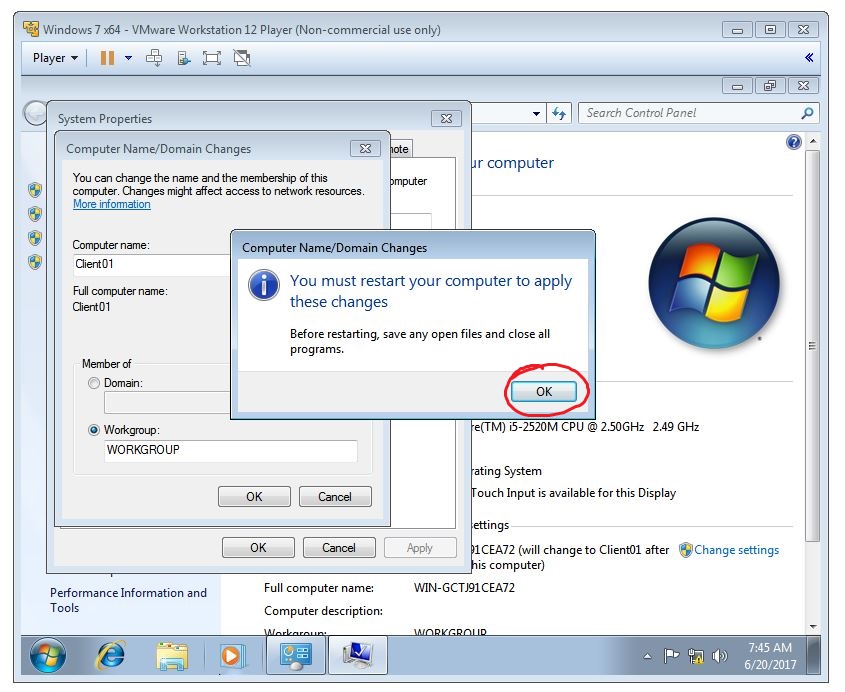 Windows 7 x64 - VMware Workstation 12 Player (Non-commercial use only)
Player
Search Control Panel
System Properties
Computer Name/Domain Changes
You can change the name and the membership of this
computer. Changes might affect access to network resources.
More information
Computer name:
Client01
Full computer name:
Client01
Member of
Domain:
Workgroup:
WORKGROUP
OK
Cancel
OK
Cancel
Apply
Computer Name/Domain Changes
You must restart your computer to apply
these changes
Before restarting, save any open files and close all
programs.
OK
ur computer
re(TM) i5-2520M CPU @ 2.50GHz 2.49 GHz
rating System
Touch Input is available for this Display
ettings
91CEA72 (will change to Client01 after
his computer)
Change settings
Full computer name:
WIN-GCTJ91CEA72
Computer description:
Workgroup:
WORKGROUP
Performance Information and
Tools
7:45 AM
6/20/2017